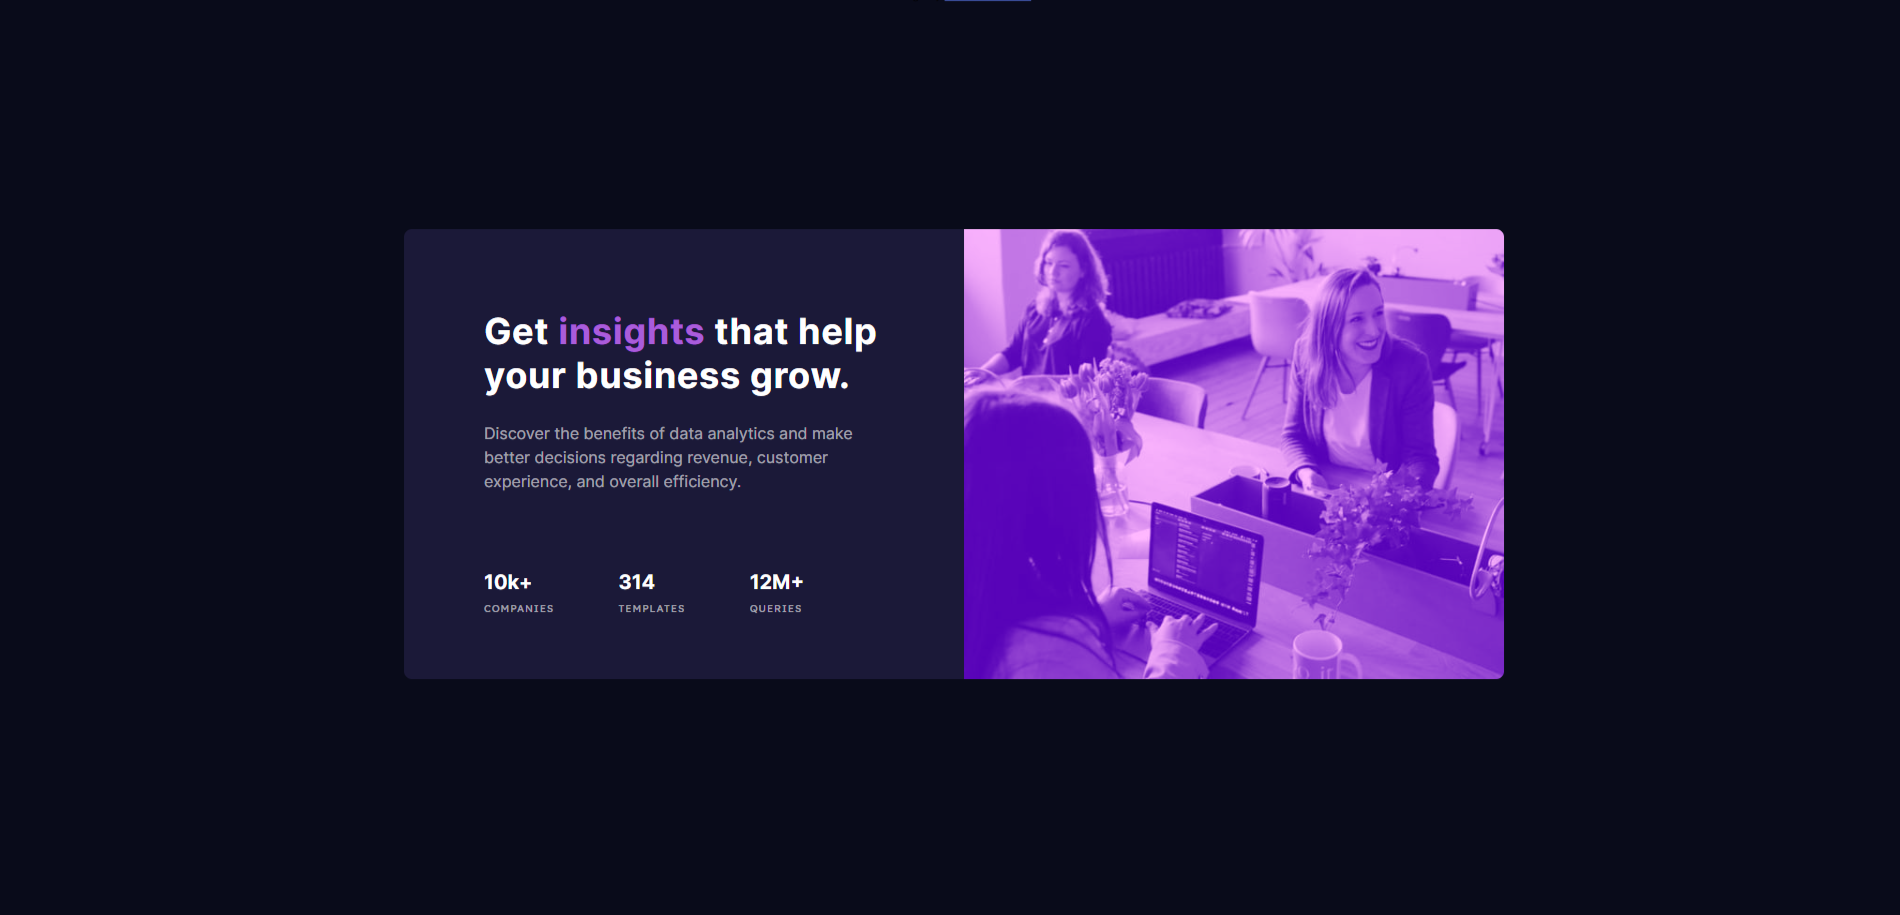 Get insights that help
your business grow.
Discover the benefits of data analytics and make
better decisions regarding revenue, customer
experience, and overall efficiency.
10k+ 314 12M+
COMPANIES TEMPLATES QUERIES